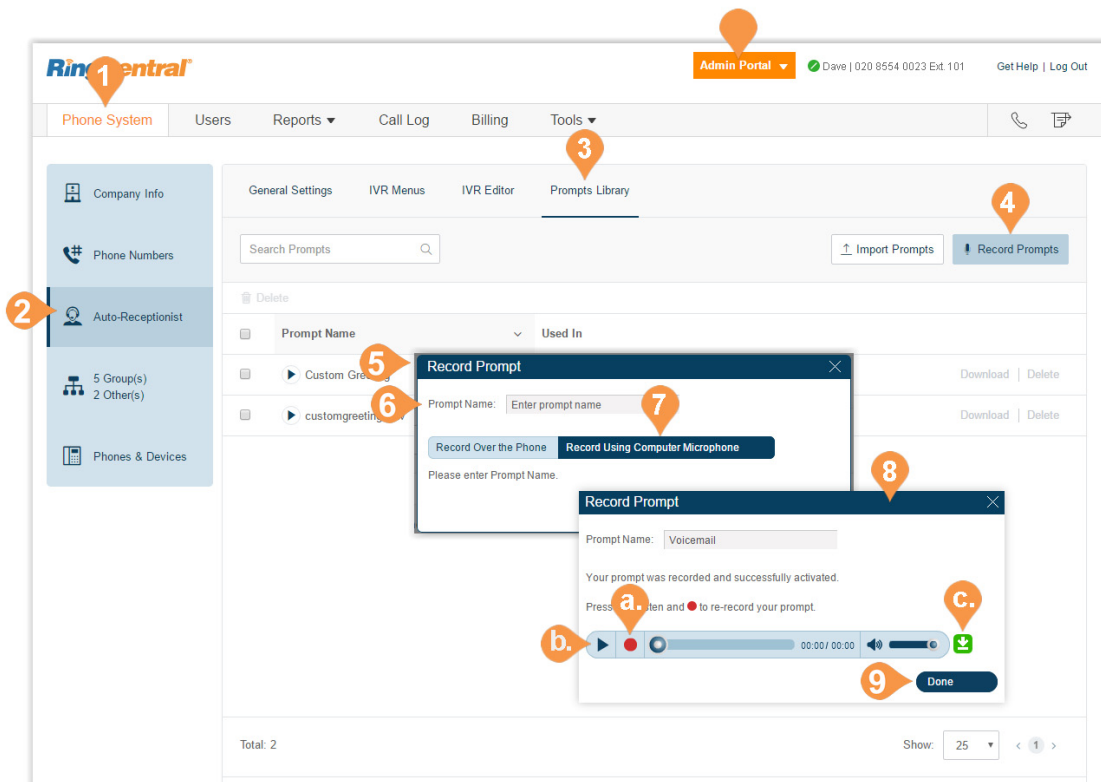 RingCentral®
1
Admin Portal
Dave | 020 8554 0023 Ext. 101
Get Help | Log Out
Phone System
Users
Reports
Call Log
Billing
Tools
3
Company Info
Phone Numbers
2
Auto-Receptionist
5 Group(s)
2 Other(s)
Phones & Devices
General Settings
IVR Menus
IVR Editor
Prompts Library
4
Search Prompts
Import Prompts
Record Prompts
Delete
Prompt Name
Used In
Custom Greeting
Download | Delete
customgreeting
Download | Delete
5
Record Prompt
6
Prompt Name:
Enter prompt name
7
Record Over the Phone
Record Using Computer Microphone
Please enter Prompt Name.
8
Record Prompt
Prompt Name:
Voicemail
Your prompt was recorded and successfully activated.
Press
to re-record your prompt.
a.
b.
c.
00:00 / 00:00
9
Done
Total: 2
Show:
25
1